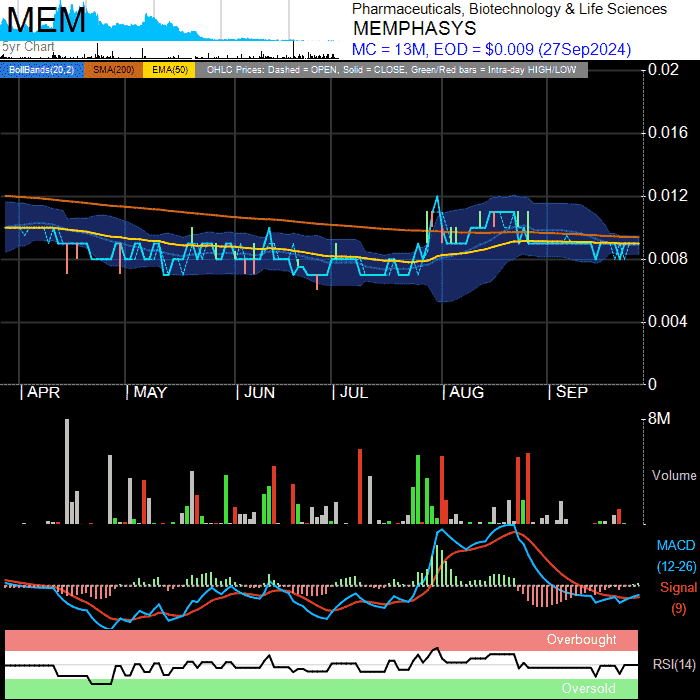 MEM
5yr Chart
Pharmaceuticals, Biotechnology & Life Sciences
MEMPHASYS
MC = 13M, EOD = $0.009 (27Sep2024)
BollBands(20,2) SMA(200) EMA(50) OHLC Prices: Dashed = OPEN, Solid = CLOSE, Green/Red bars = Intra-day HIGH/LOW
0.02
0.016
0.012
0.008
0.004
0
APR MAY JUN JUL AUG SEP
8M
Volume
MACD
(12-26)
Signal
(9)
Overbought
RSI(14)
Oversold